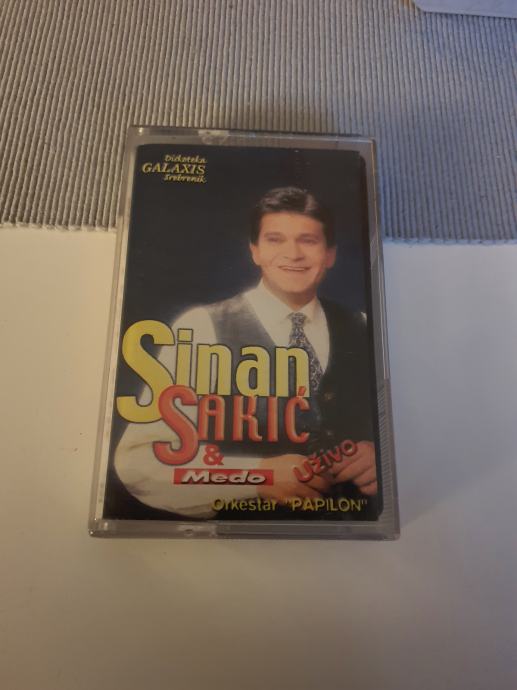 Diskoteka
GALAXIS
Srebrenik
Sinan
SAKIĆ
&
Medo
UŽIVO
Orkestar "PAPILON"